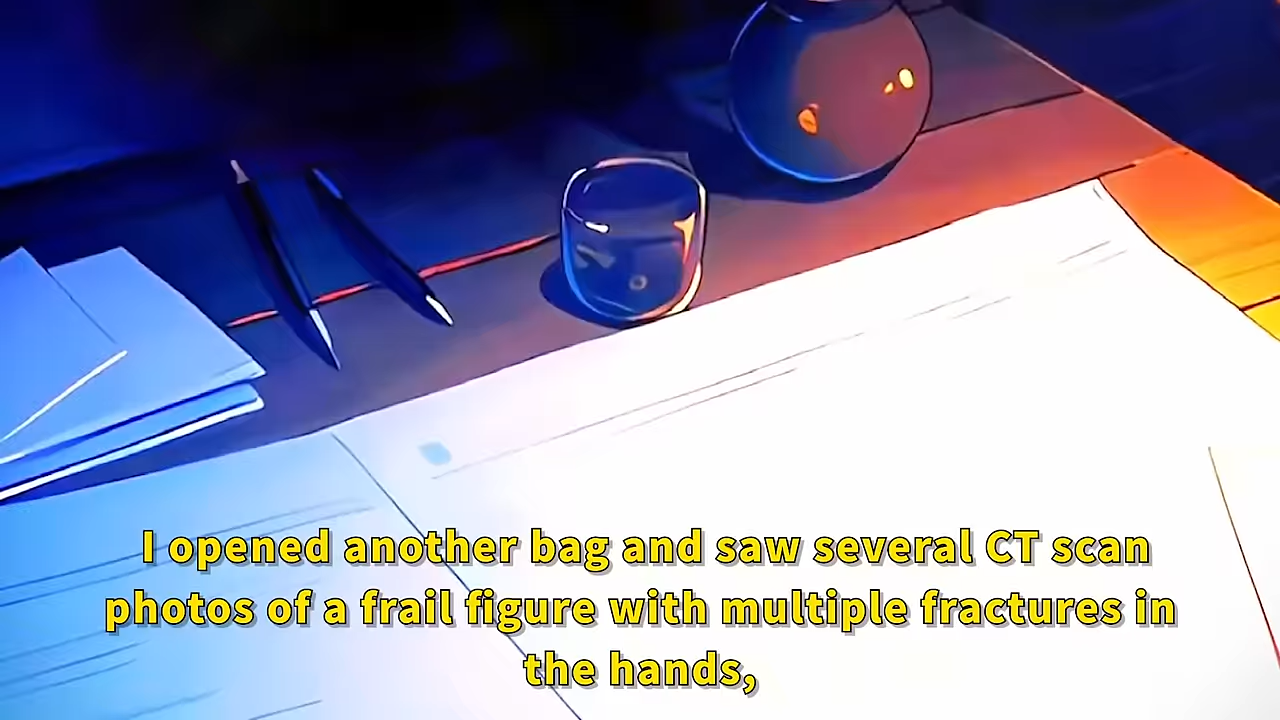 I opened another bag and saw several CT scan
photos of a frail figure with multiple fractures in
the hands,